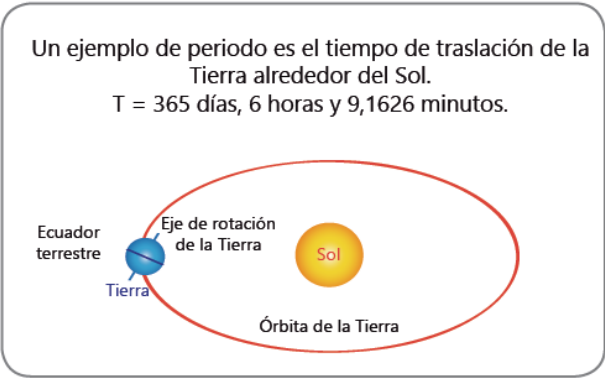 Un ejemplo de periodo es el tiempo de traslación de la
Tierra alrededor del Sol.
T = 365 días, 6 horas y 9,1626 minutos.
Ecuador
terrestre
Eje de rotación
de la Tierra
Sol
Tierra
Órbita de la Tierra